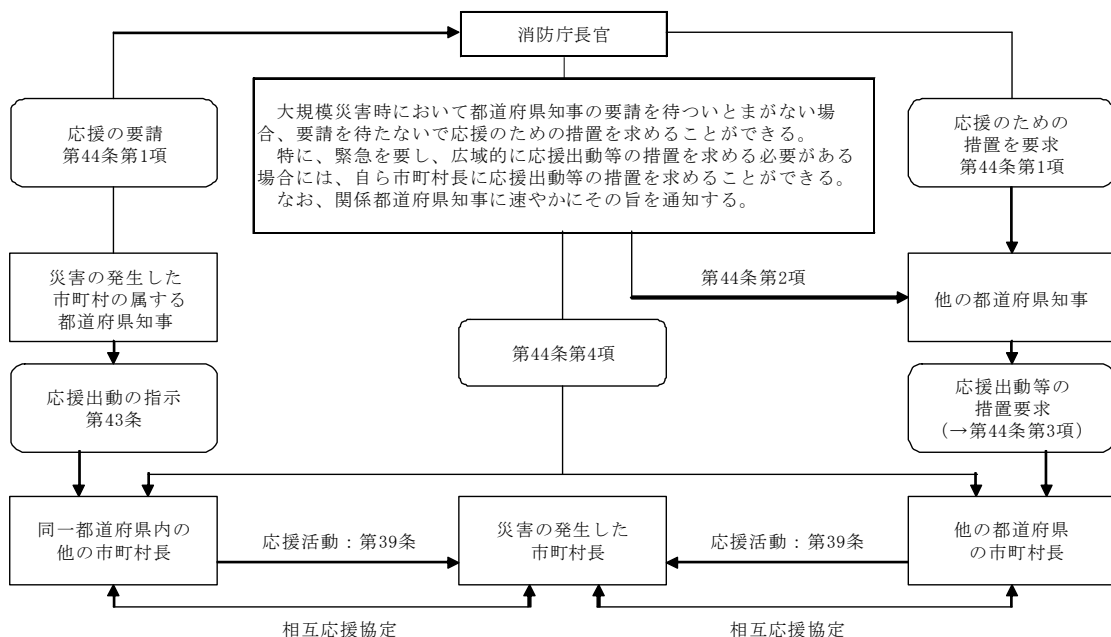 消防庁長官
応援の要請
第44条第1項
大規模災害時において都道府県知事の要請を待ついとまがない場
合、要請を待たないで応援のための措置を求めることができる。
特に、緊急を要し、広域的に応援出動等の措置を求める必要がある
場合には、自ら市町村長に応援出動等の措置を求めることができる。
なお、関係都道府県知事に速やかにその旨を通知する。
応援のための
措置を要求
第44条第1項
災害の発生した
市町村の属する
都道府県知事
第44条第2項
他の都道府県知事
応援出動の指示
第43条
第44条第4項
応援出動等の
措置要求
(→第44条第3項)
同一都道府県内の
他の市町村長
応援活動：第39条
災害の発生した
市町村長
応援活動：第39条
他の都道府県
の市町村長
相互応援協定
相互応援協定